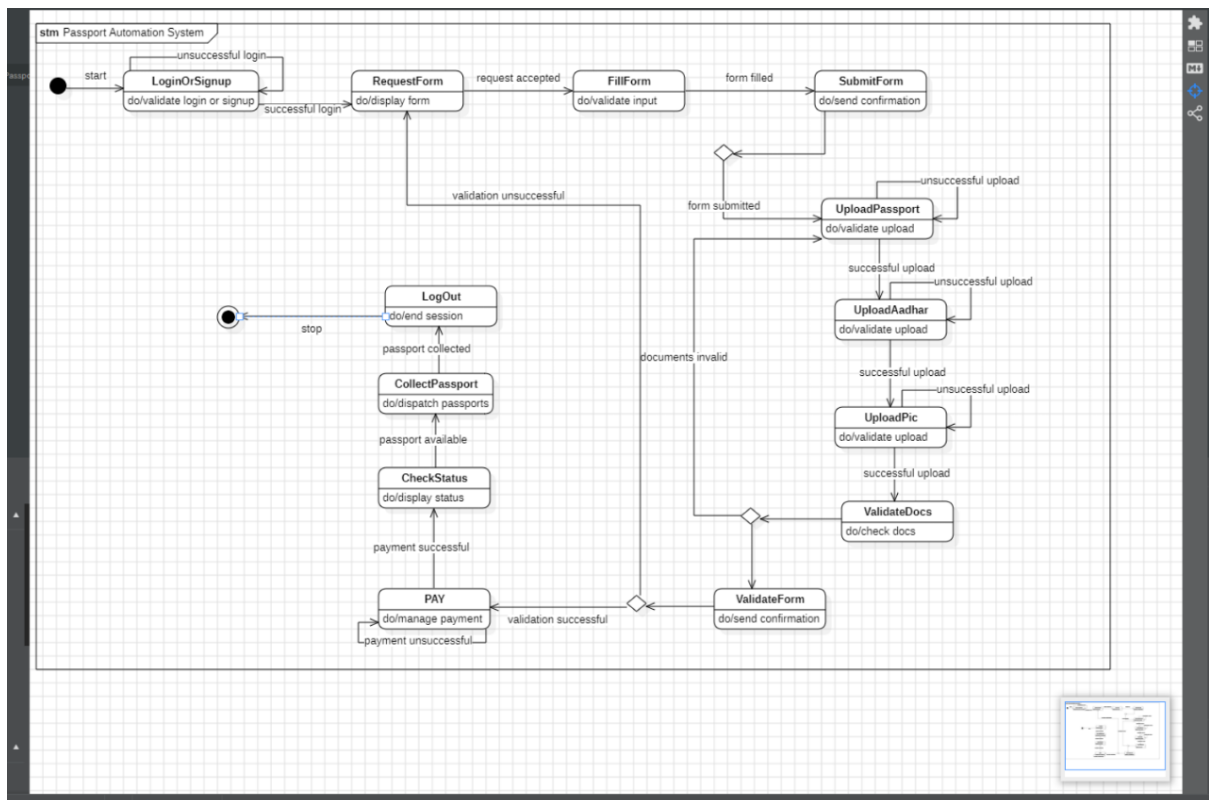 stm Passport Automation System
unsuccessful login
start
LoginOrSignup
do/validate login or signup
successful login
RequestForm
do/display form
request accepted
FillForm
do/validate input
form filled
SubmitForm
do/send confirmation
validation unsuccessful
form submitted
unsuccessful upload
UploadPassport
do/validate upload
successful upload
unsuccessful upload
UploadAadhar
do/validate upload
successful upload
unsucessful upload
UploadPic
do/validate upload
successful upload
ValidateDocs
do/check docs
documents invalid
ValidateForm
do/send confirmation
validation successful
PAY
do/manage payment
payment unsuccessful
payment successful
CheckStatus
do/display status
passport available
CollectPassport
do/dispatch passports
passport collected
LogOut
do/end session
stop